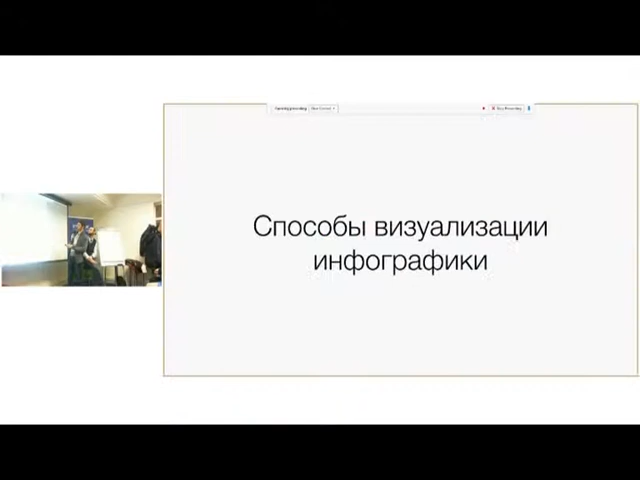 Способы визуализации
инфографики